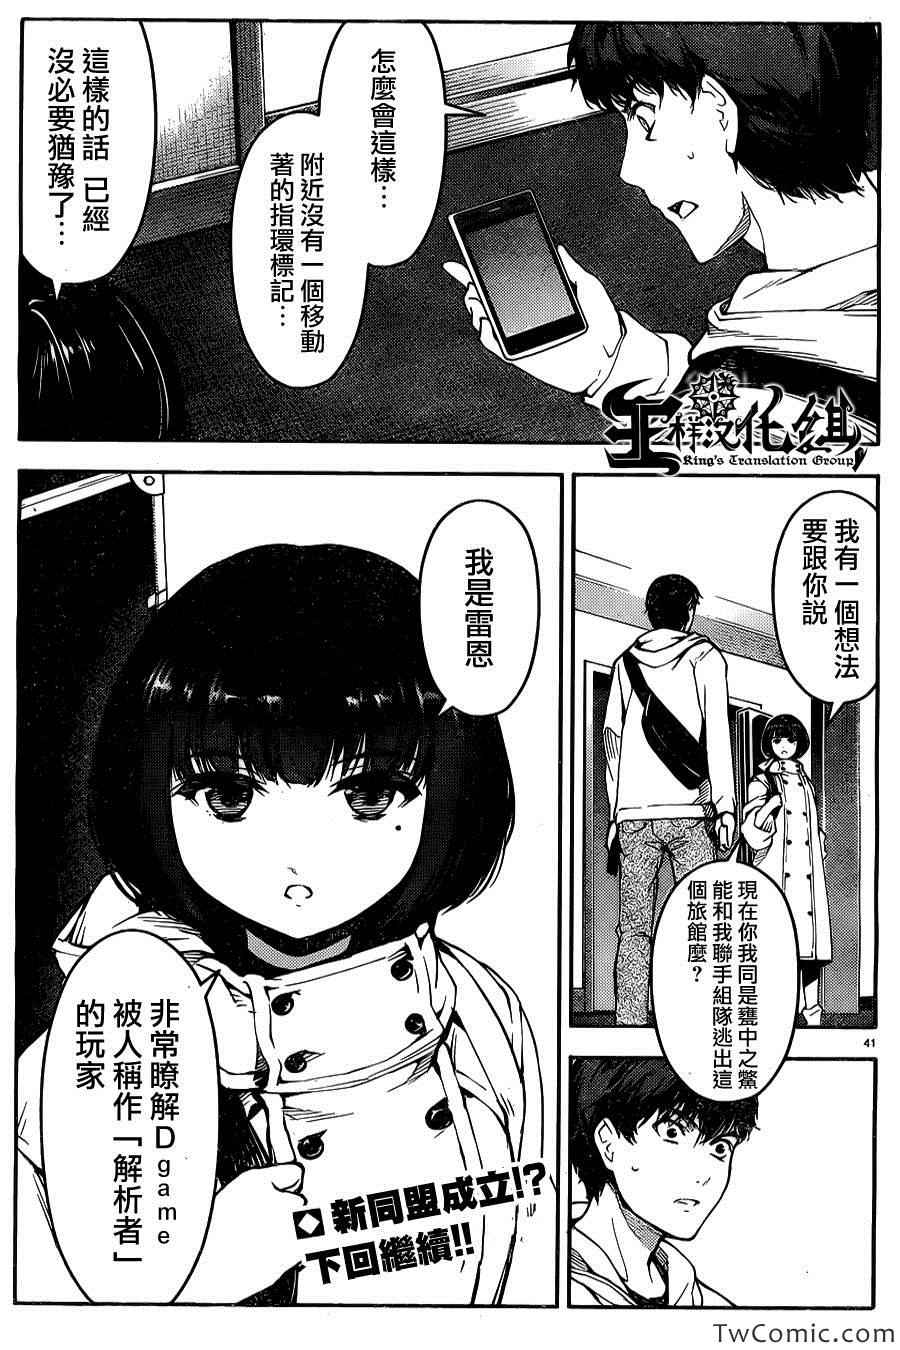 怎麼會這樣…
附近沒有一個移動
著的指環標記…
這樣的話 已經
沒必要猶豫了…
王样汉化组
King's Translation Group
我有一個想法
要跟你說
現在你我同是甕中之鱉
能和我聯手組隊逃出這
個旅館麼？
41
我是雷恩
非常瞭解Dgame
被人稱作「解析者」
的玩家
新同盟成立!?
下回繼續!!
TwComic.com